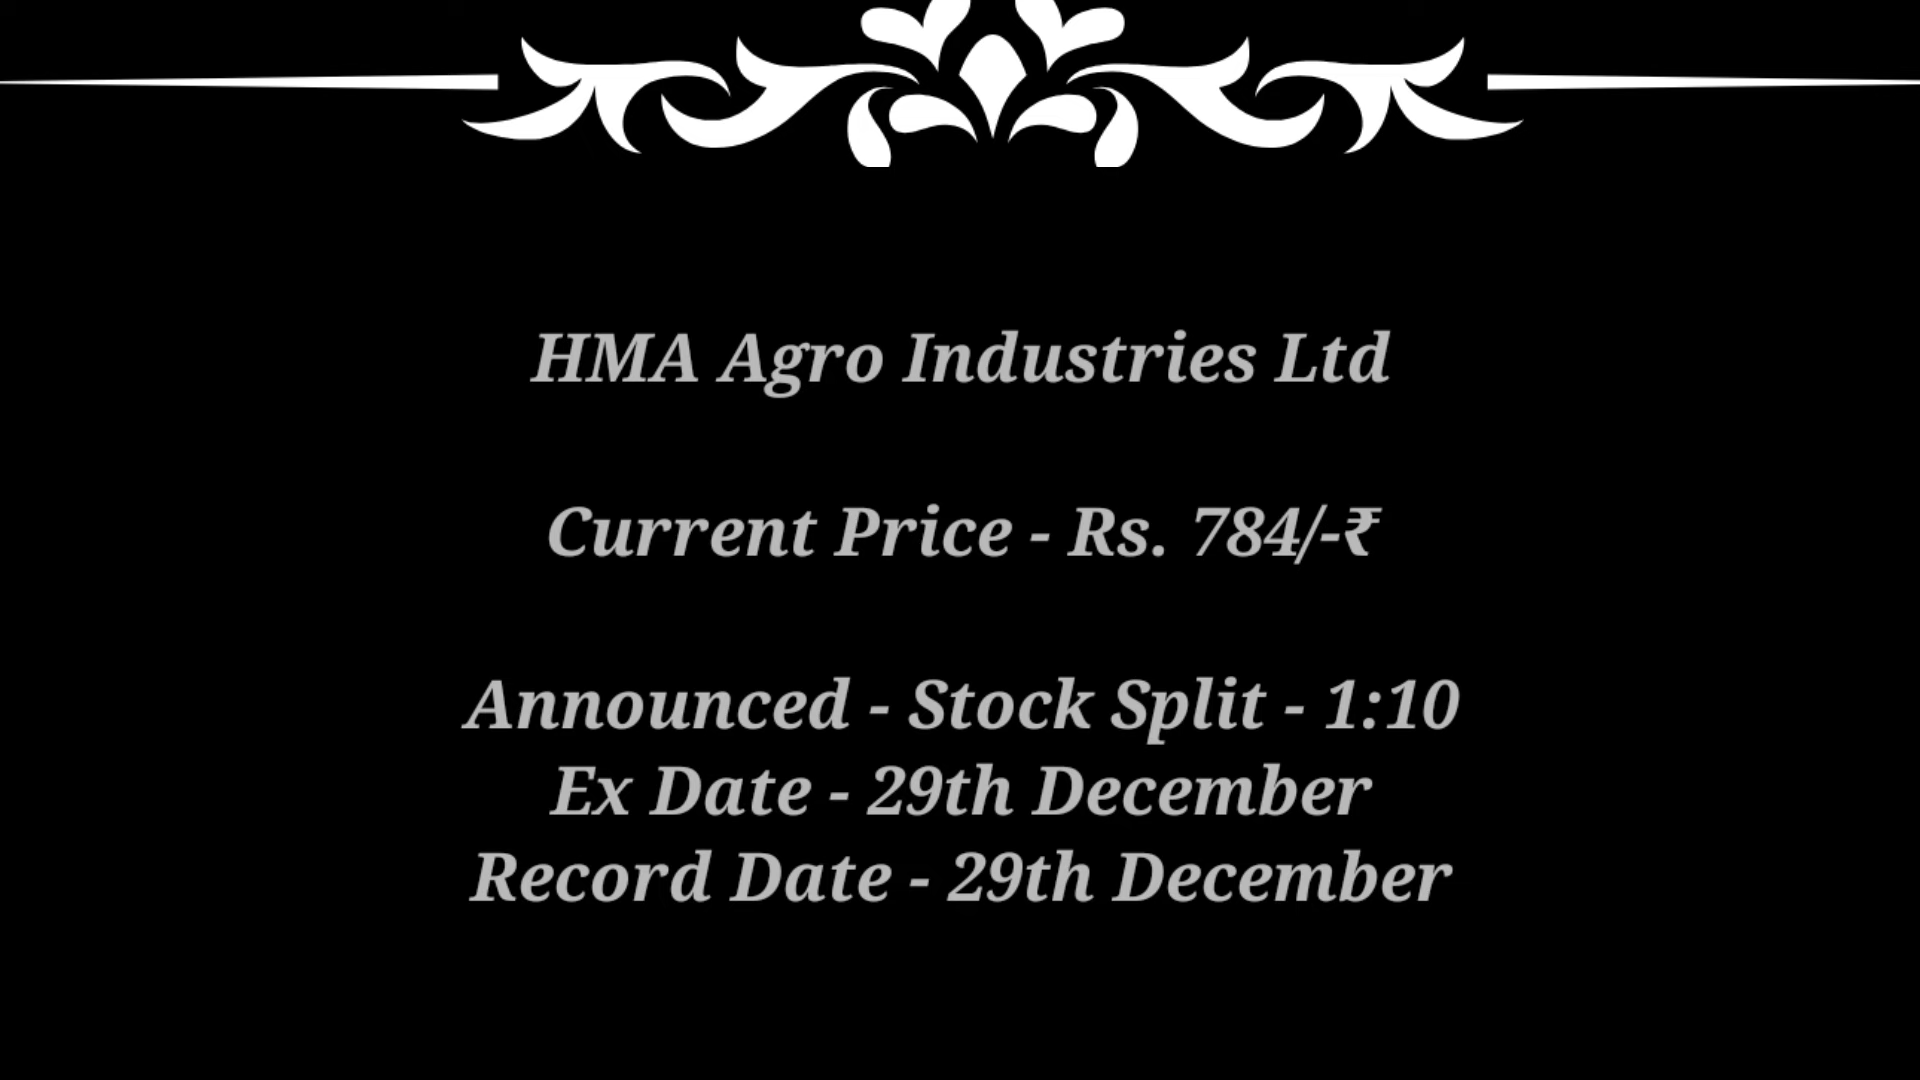 HMA Agro Industries Ltd
Current Price - Rs. 784/-₹
Announced - Stock Split - 1:10
Ex Date - 29th December
Record Date - 29th December